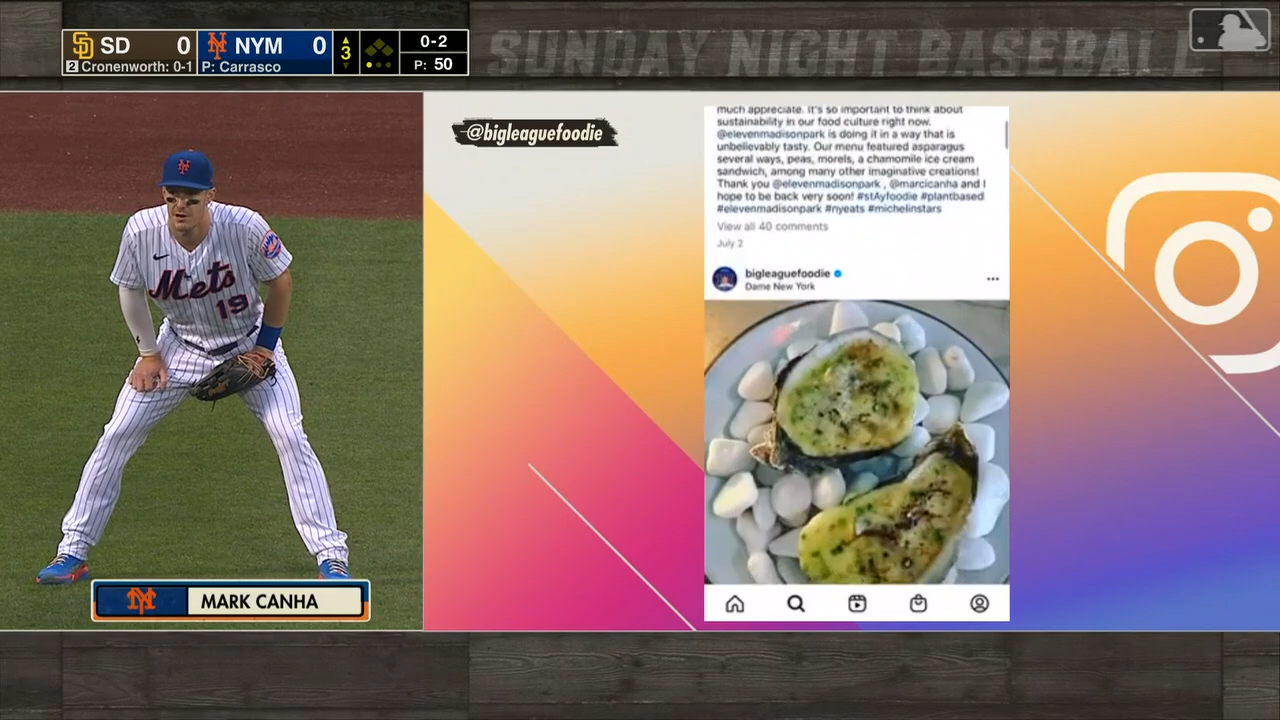 SD 0
NYM 0
3
0-2
2 Cronenworth: 0-1
P: Carrasco
P: 50
SUNDAY NIGHT BASEBALL
@bigleaguefoodie
much appreciate. It's so important to think about
sustainability in our food culture right now.
@elevenmadisonpark is doing it in a way that is
unbelievably tasty. Our menu featured asparagus
several ways, peas, morels, a chamomile ice cream
sandwich, among many other imaginative creations!
Thank you @elevenmadisonpark , @marcicanha and I
hope to be back very soon! #stAyfoodie #plantbased
#elevenmadisonpark #nyeats #michelinstars
View all 40 comments
July 2
bigleaguefoodie
Dame New York
Mets
19
NY
MARK CANHA